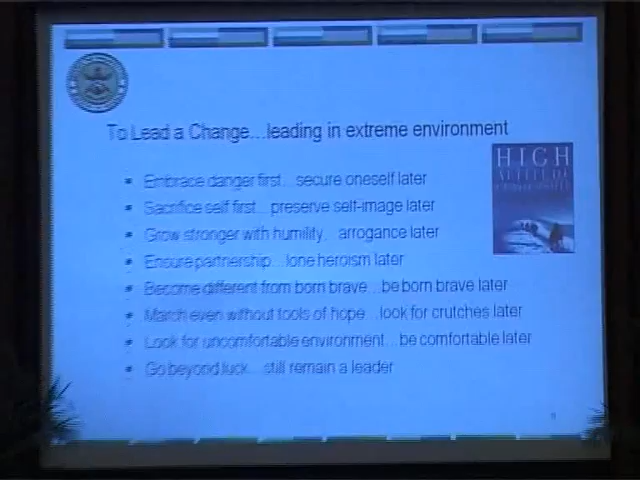 To Lead a Change...leading in extreme environment
HIGH
ALTITUDE
LEADERSHIP
Embrace danger first...secure oneself later
Sacrifice self first...preserve self-image later
Grow stronger with humility...arrogance later
Ensure partnership...lone heroism later
Become different from born brave...be born brave later
March even without tools of hope...look for crutches later
Look for uncomfortable environment...be comfortable later
Go beyond luck...still remain a leader